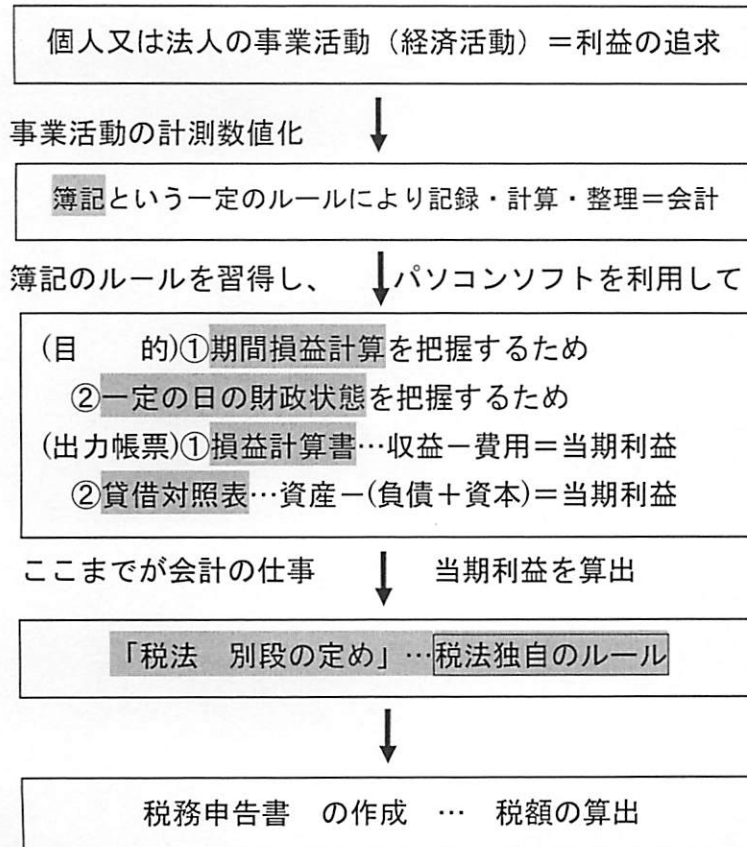 個人又は法人の事業活動（経済活動）＝利益の追求
事業活動の計測数値化
簿記という一定のルールにより記録・計算・整理＝会計
簿記のルールを習得し、　パソコンソフトを利用して
(目　　的)①期間損益計算を把握するため
②一定の日の財政状態を把握するため
(出力帳票)①損益計算書…収益－費用＝当期利益
②貸借対照表…資産－(負債＋資本)＝当期利益
ここまでが会計の仕事　当期利益を算出
「税法　別段の定め」…税法独自のルール
税務申告書　の作成　…　税額の算出